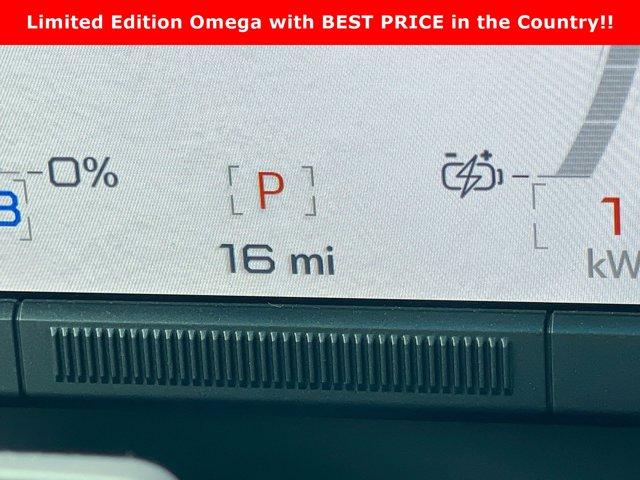 Limited Edition Omega with BEST PRICE in the Country!!
0%
P
1
16 mi
kW